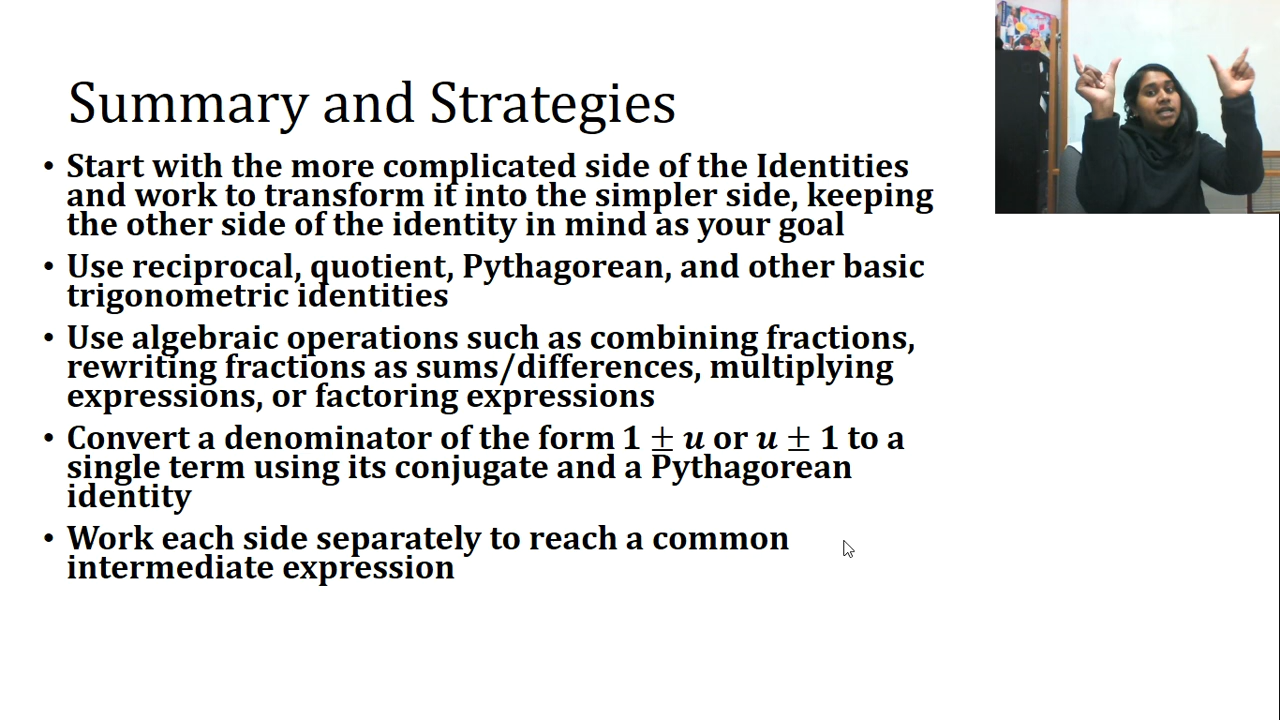 Summary and Strategies
• Start with the more complicated side of the Identities
and work to transform it into the simpler side, keeping
the other side of the identity in mind as your goal
• Use reciprocal, quotient, Pythagorean, and other basic
trigonometric identities
• Use algebraic operations such as combining fractions,
rewriting fractions as sums/differences, multiplying
expressions, or factoring expressions
• Convert a denominator of the form 1 ± u or u ± 1 to a
single term using its conjugate and a Pythagorean
identity
• Work each side separately to reach a common
intermediate expression